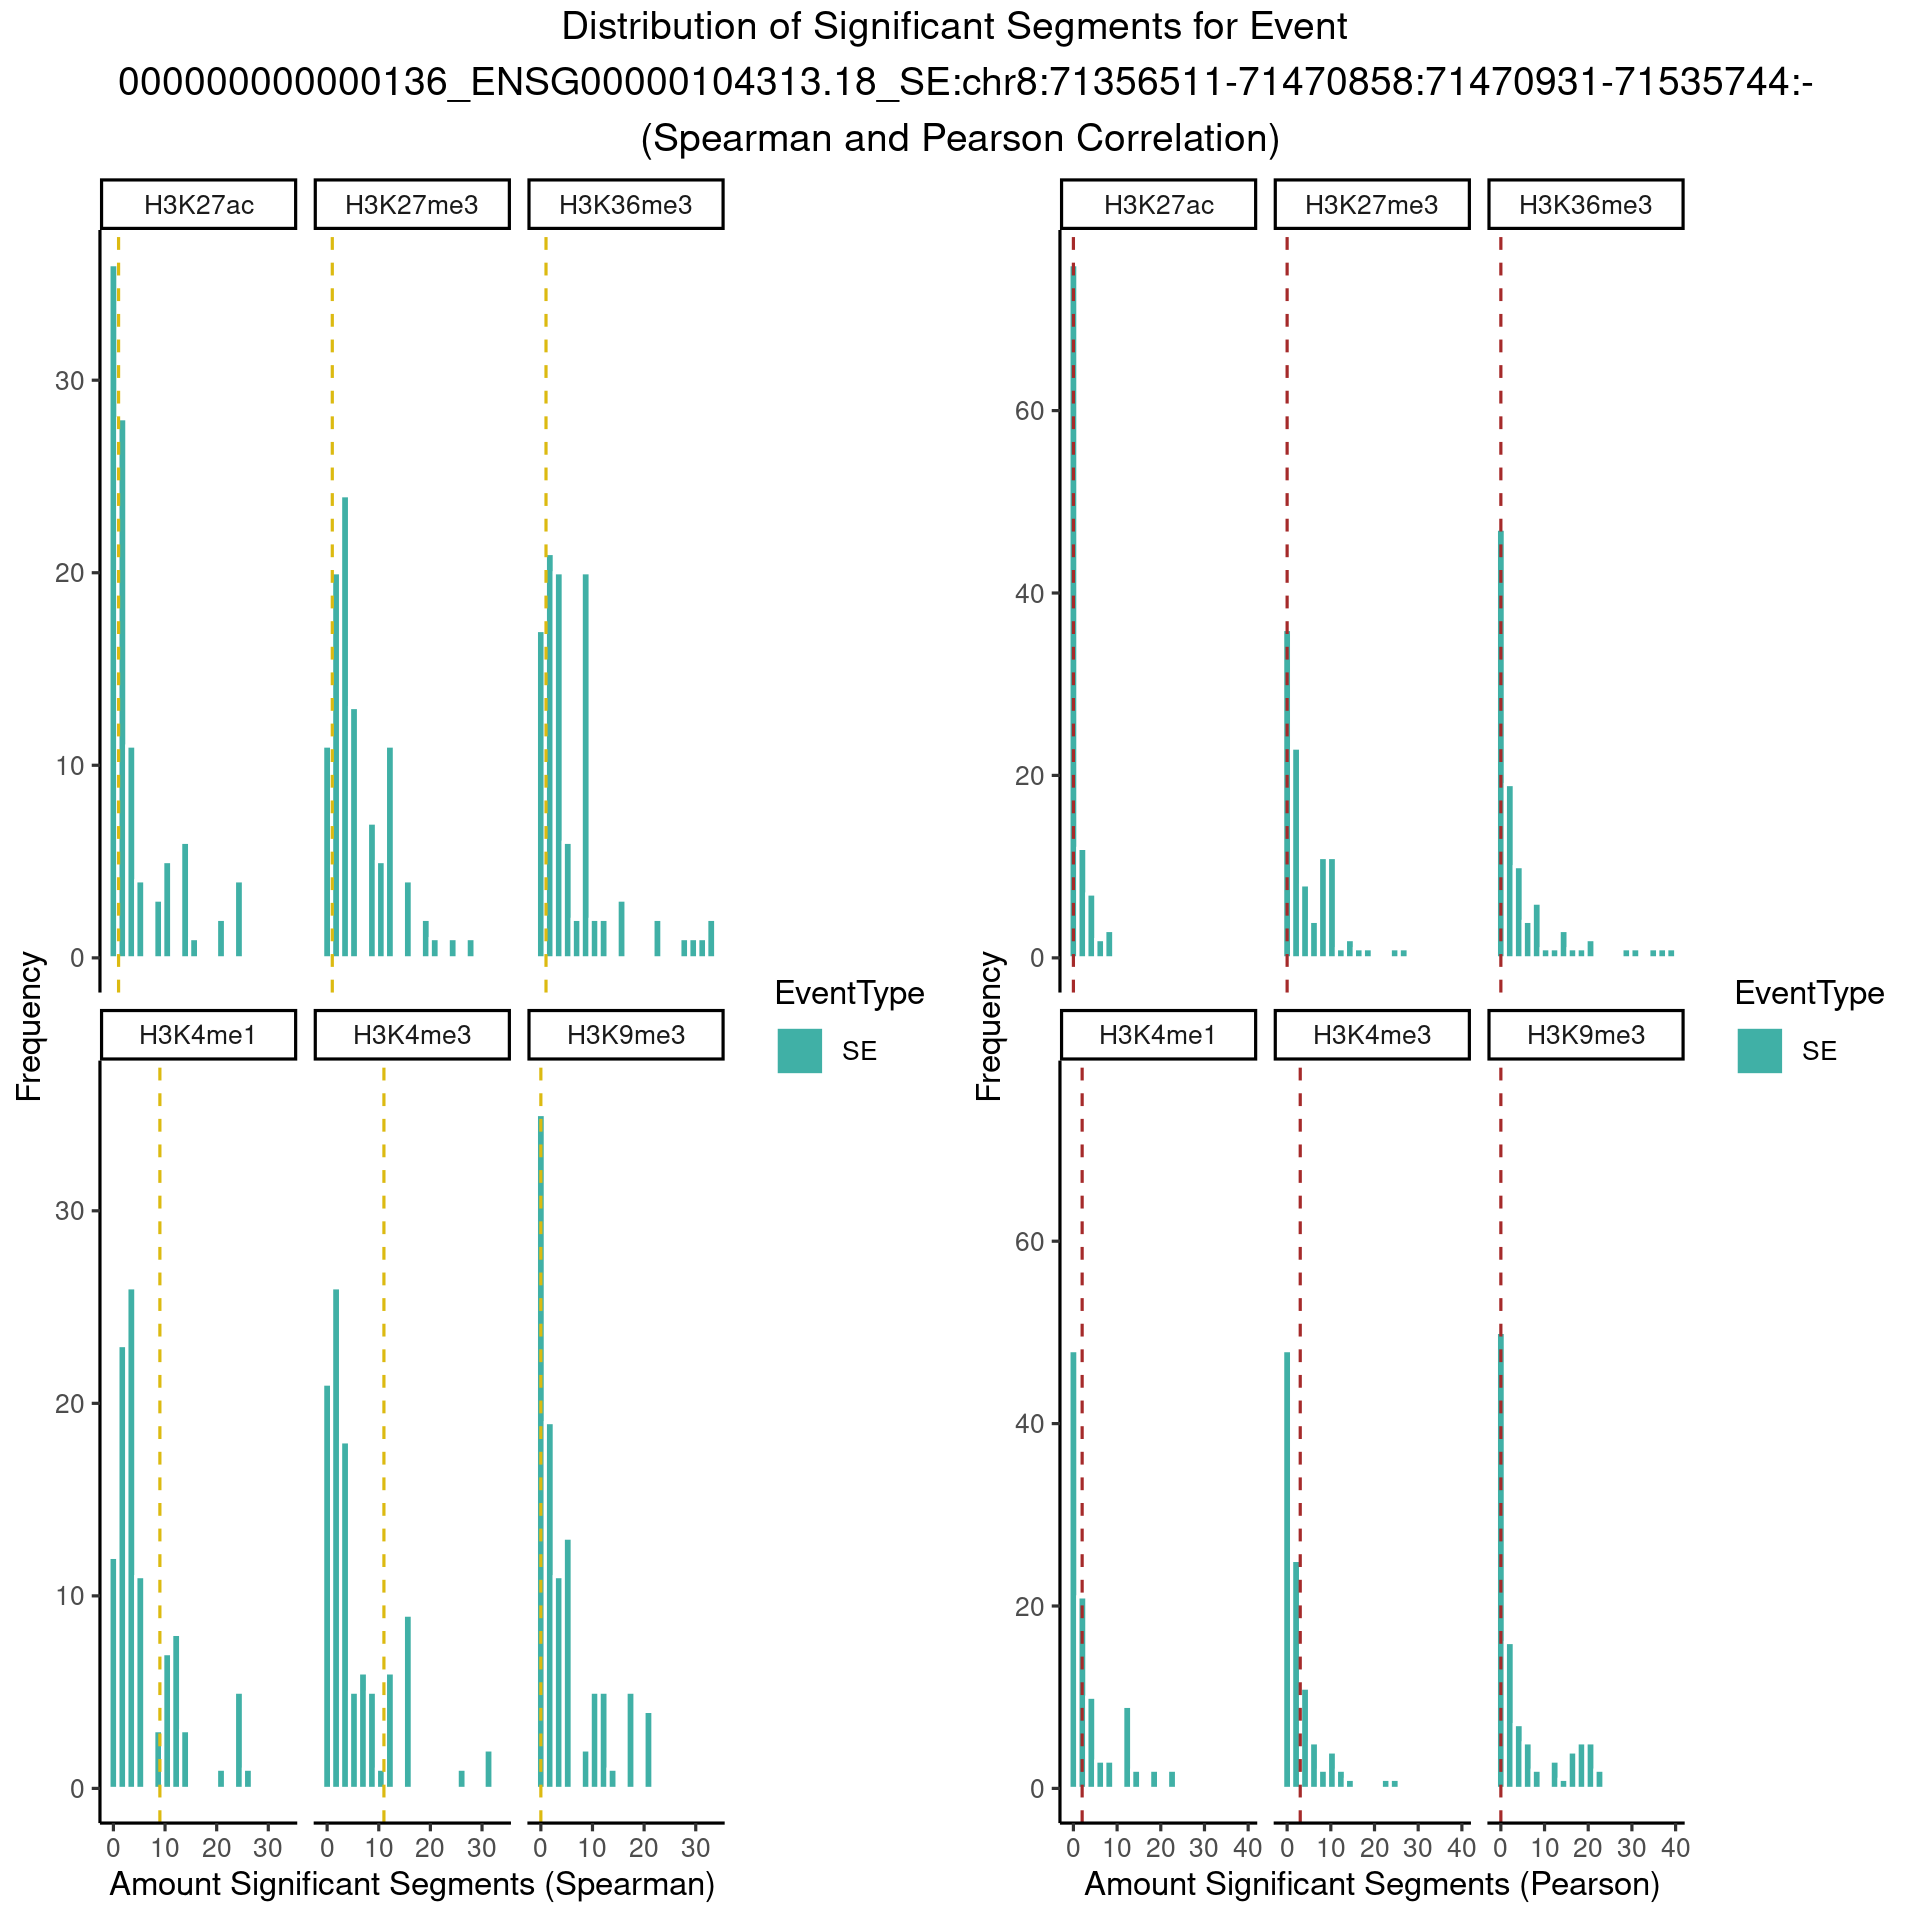 Distribution of Significant Segments for Event
000000000000136_ENSG00000104313.18_SE:chr8:71356511-71470858:71470931-71535744:-
(Spearman and Pearson Correlation)
H3K27ac
H3K27me3
H3K36me3
30
20
10
0
H3K4me1
H3K4me3
H3K9me3
30
20
10
0
0 10 20 30
0 10 20 30
0 10 20 30
Frequency
Amount Significant Segments (Spearman)
EventType
SE
H3K27ac
H3K27me3
H3K36me3
60
40
20
0
H3K4me1
H3K4me3
H3K9me3
60
40
20
0
0 10 20 30 40
0 10 20 30 40
0 10 20 30 40
Frequency
Amount Significant Segments (Pearson)
EventType
SE